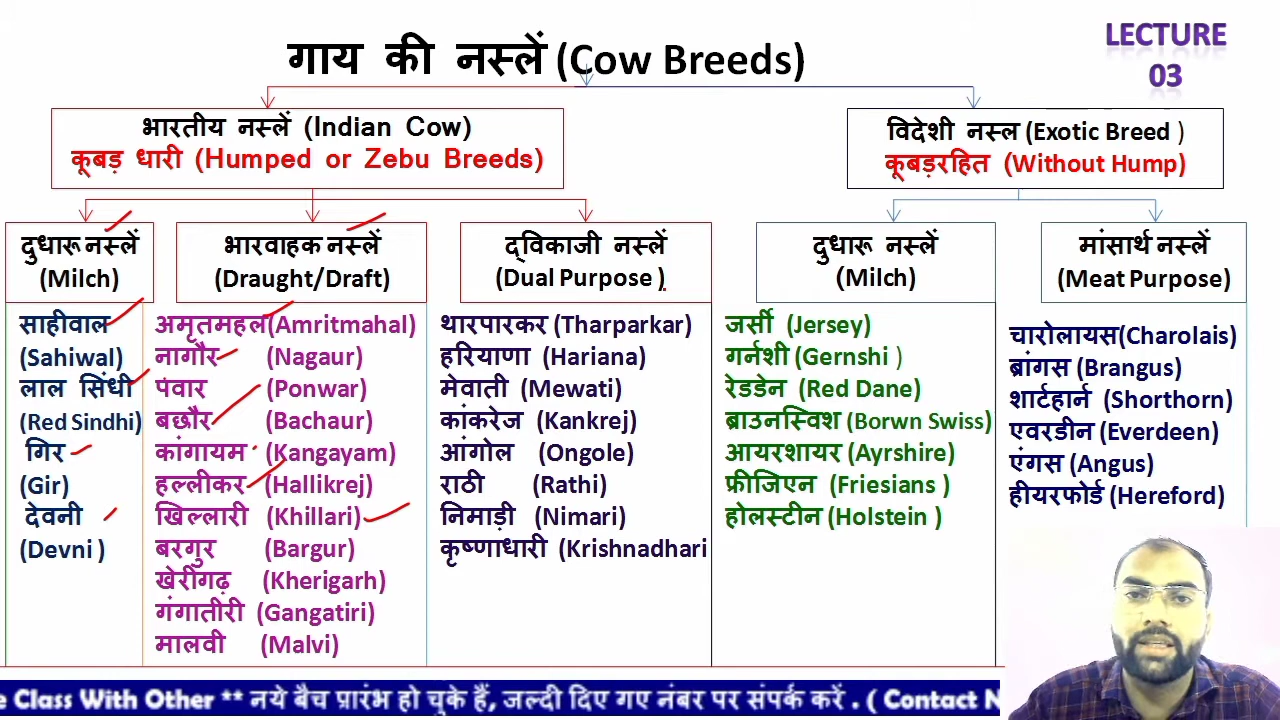 गाय की नस्लें (Cow Breeds)
LECTURE
03
भारतीय नस्लें (Indian Cow)
कूबड़ धारी (Humped or Zebu Breeds)
विदेशी नस्ल (Exotic Breed )
कूबड़रहित (Without Hump)
दुधारू नस्लें
(Milch)
साहीवाल
(Sahiwal)
लाल सिंधी
(Red Sindhi)
गिर
(Gir)
देवनी
(Devni )
भारवाहक नस्लें
(Draught/Draft)
अमृतमहल(Amritmahal)
नागौर (Nagaur)
पंवार (Ponwar)
बछौर (Bachaur)
कांगायम (Kangayam)
हल्लीकर (Hallikrej)
खिल्लारी (Khillari)
बरगुर (Bargur)
खेरीगढ़ (Kherigarh)
गंगातीरी (Gangatiri)
मालवी (Malvi)
द्विकाजी नस्लें
(Dual Purpose )
थारपारकर (Tharparkar)
हरियाणा (Hariana)
मेवाती (Mewati)
कांकरेज (Kankrej)
आंगोल (Ongole)
राठी (Rathi)
निमाड़ी (Nimari)
कृष्णाधारी (Krishnadhari
दुधारू नस्लें
(Milch)
जर्सी (Jersey)
गर्नशी (Gernshi )
रेडडेन (Red Dane)
ब्राउनस्विश (Borwn Swiss)
आयरशायर (Ayrshire)
फ्रीजिएन (Friesians )
होलस्टीन (Holstein )
मांसार्थ नस्लें
(Meat Purpose)
चारोलायस(Charolais)
ब्रांगस (Brangus)
शार्टहार्न (Shorthorn)
एवरडीन (Everdeen)
एंगस (Angus)
हीयरफोर्ड (Hereford)
e Class With Other ** नये बैच प्रारंभ हो चुके हैं, जल्दी दिए गए नंबर पर संपर्क करें . ( Contact N